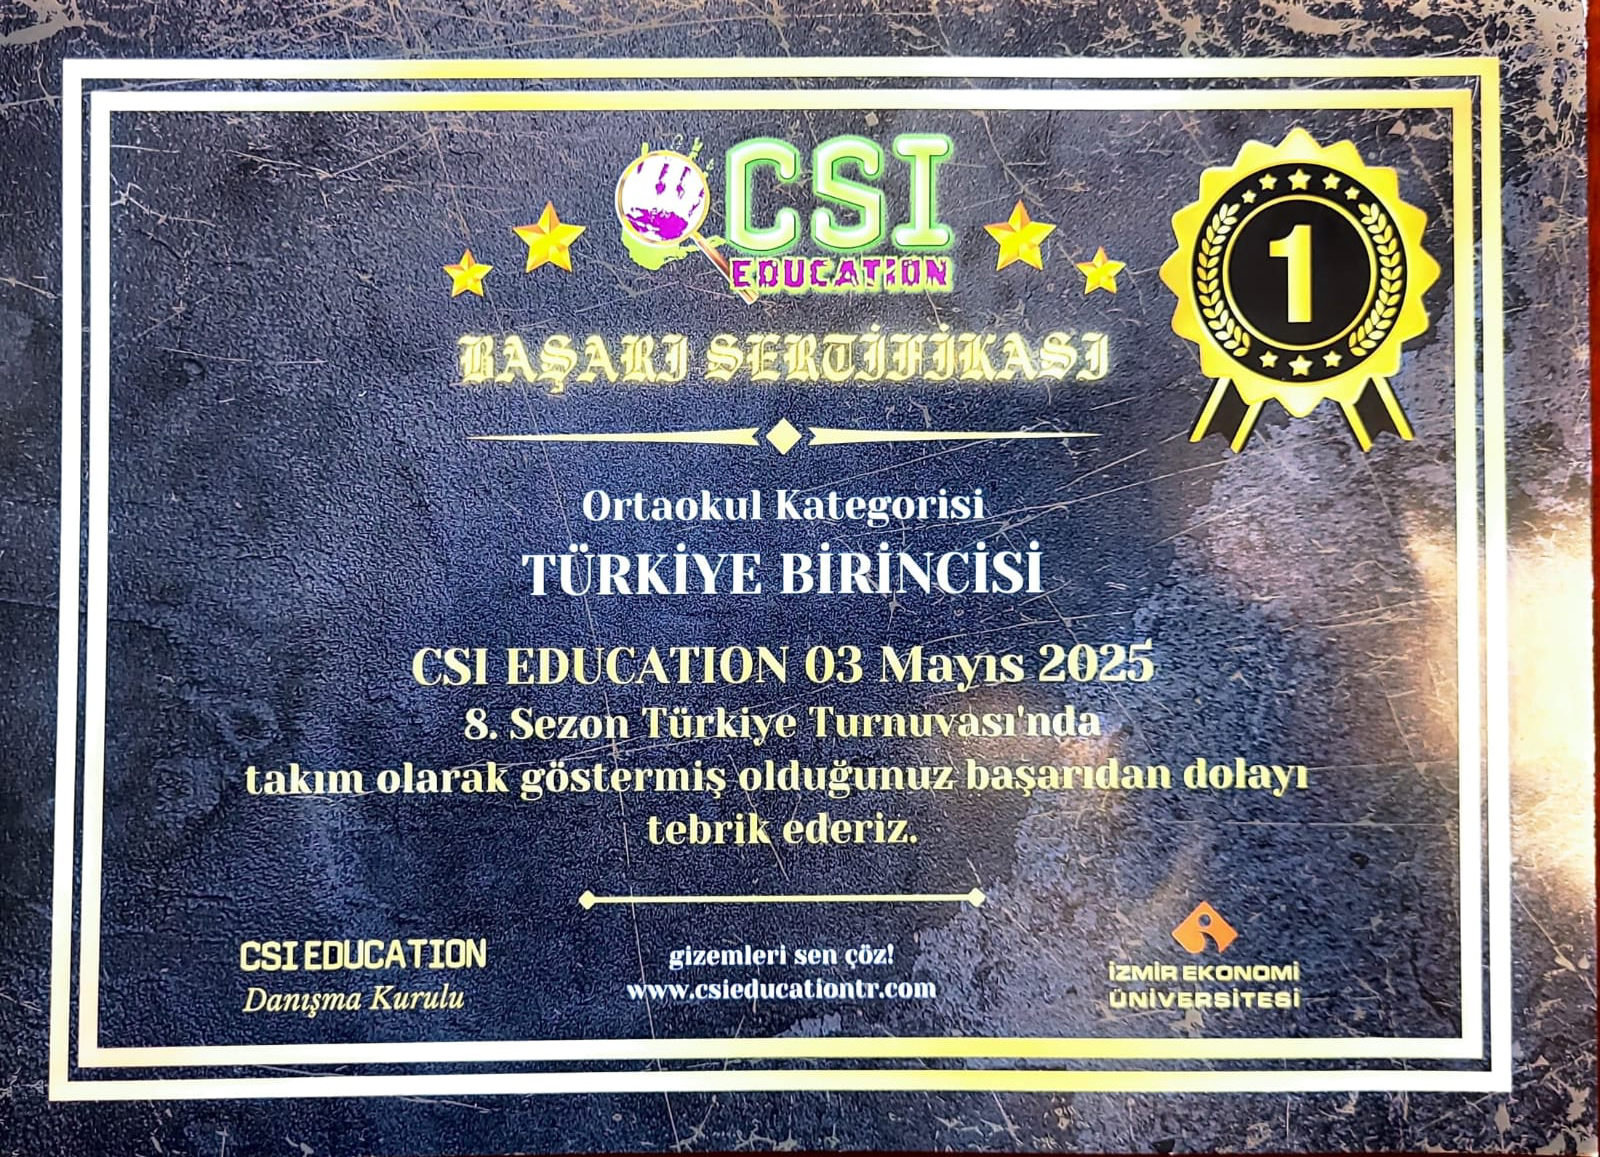 CSI
EDUCATION
1
BAŞARI SERTİFİKASI
Ortaokul Kategorisi
TÜRKİYE BİRİNCİSİ
CSI EDUCATION 03 Mayıs 2025
8. Sezon Türkiye Turnuvası'nda
takım olarak göstermiş olduğunuz başarıdan dolayı
tebrik ederiz.
CSI EDUCATION
Danışma Kurulu
gizemleri sen çöz!
www.csieducationtr.com
İZMİR EKONOMİ
ÜNİVERSİTESİ